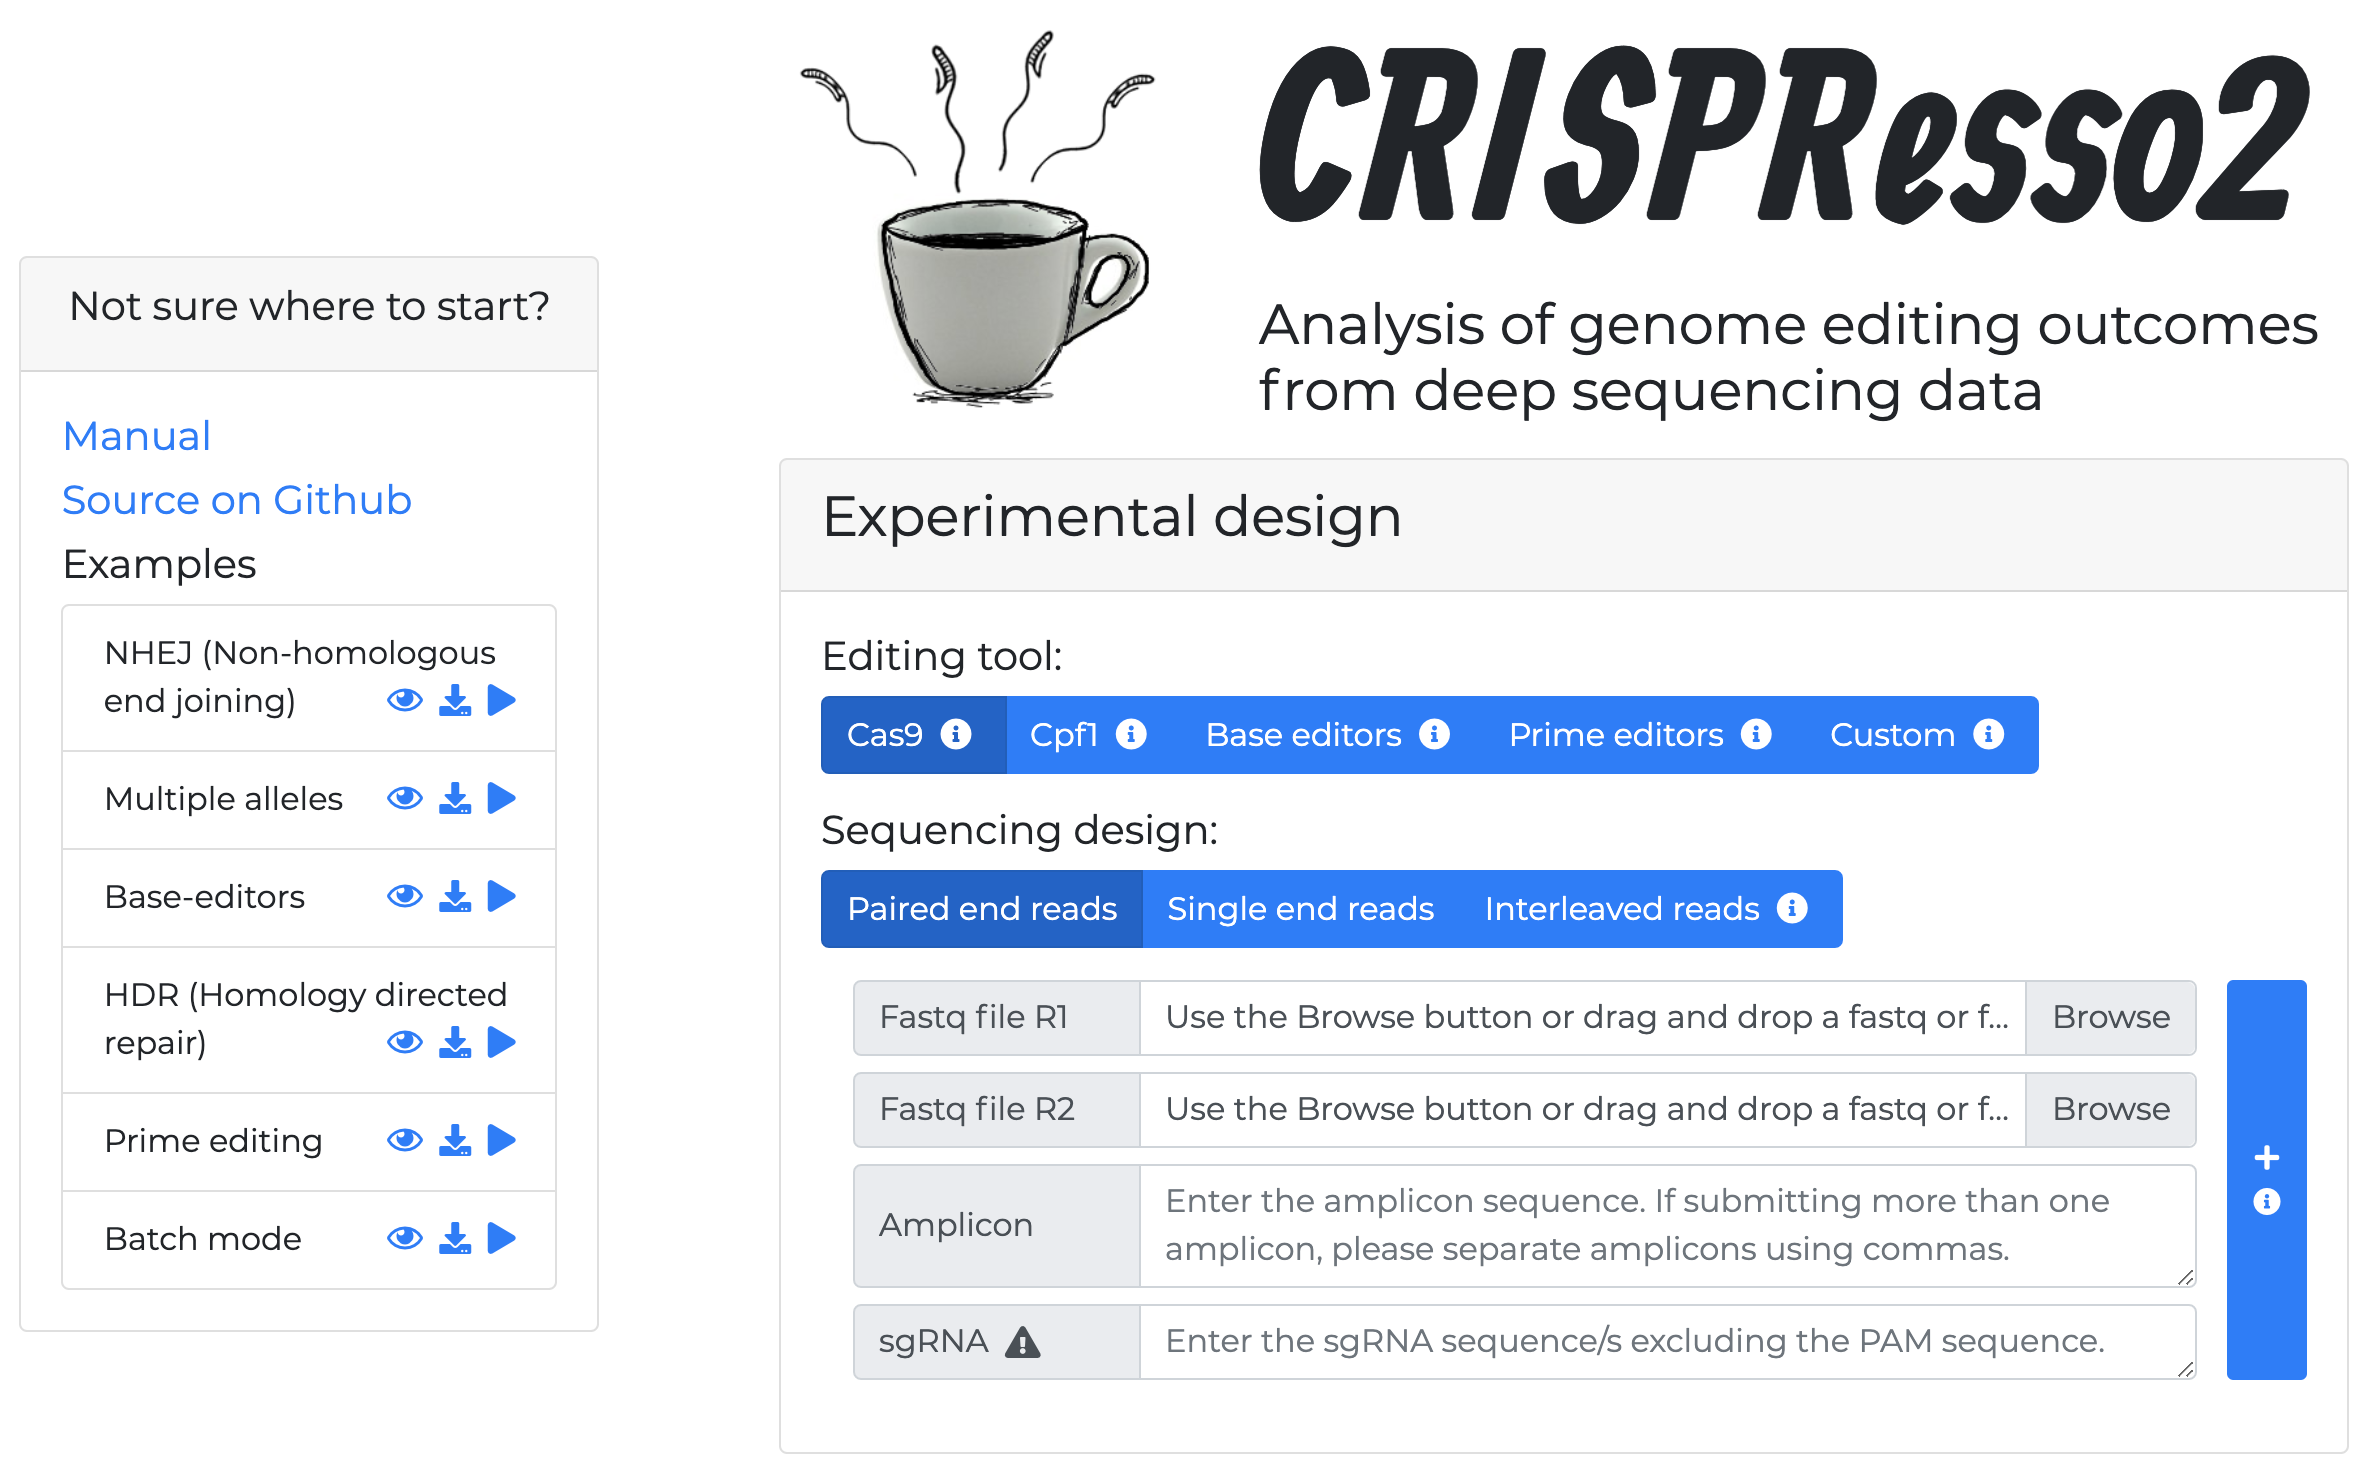 CRISPResso2
Analysis of genome editing outcomes
from deep sequencing data
Not sure where to start?
Manual
Source on Github
Examples
NHEJ (Non-homologous
end joining)
Multiple alleles
Base-editors
HDR (Homology directed
repair)
Prime editing
Batch mode
Experimental design
Editing tool:
Cas9 Cpf1 Base editors Prime editors Custom
Sequencing design:
Paired end reads Single end reads Interleaved reads
Fastq file R1 Use the Browse button or drag and drop a fastq or f... Browse
Fastq file R2 Use the Browse button or drag and drop a fastq or f... Browse
Amplicon
Enter the amplicon sequence. If submitting more than one
amplicon, please separate amplicons using commas.
sgRNA Enter the sgRNA sequence/s excluding the PAM sequence.